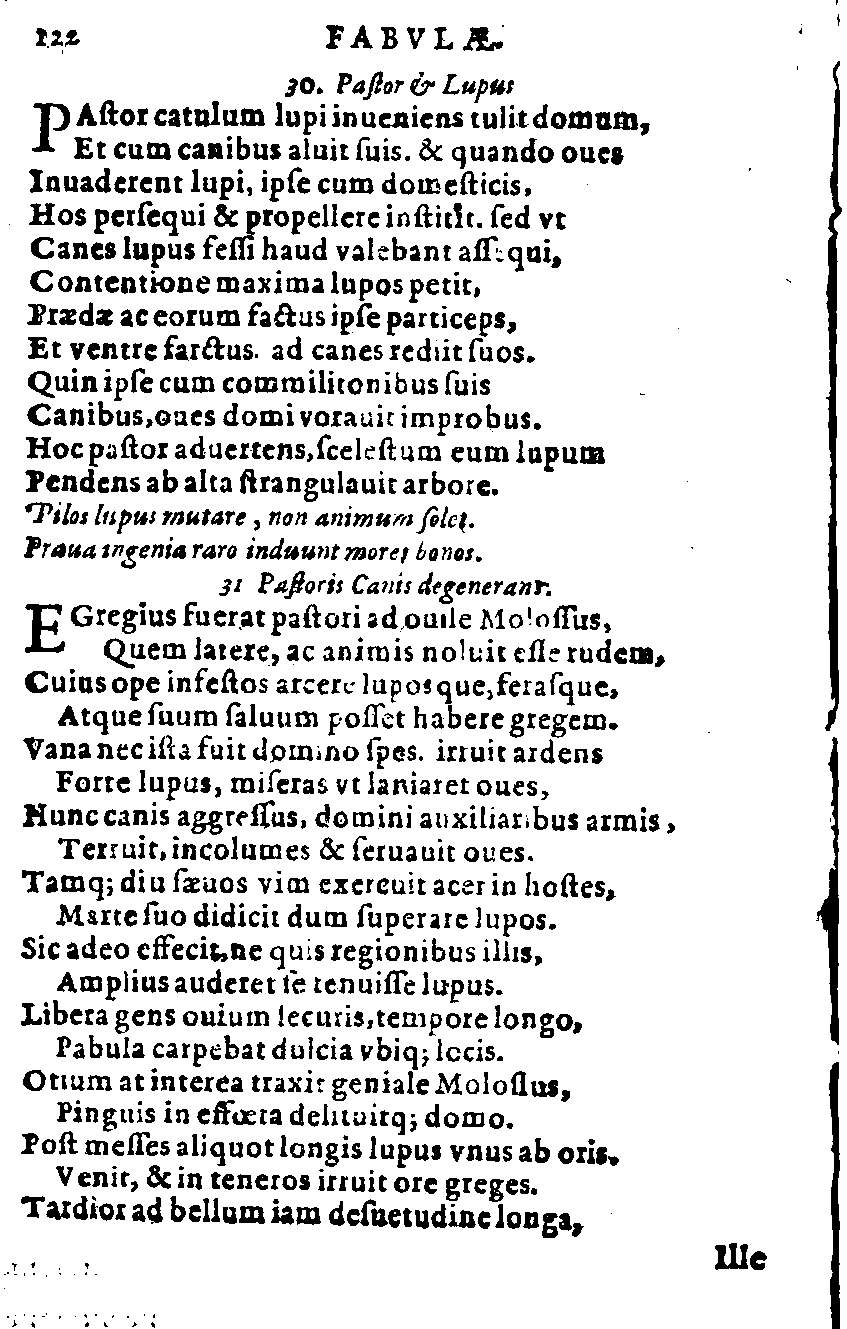 122 FABVLÆ.
30. Paſtor & Lupus
PAſtor catulum lupi inueniens tulit domum,
Et cum canibus aluit ſuis. & quando oues
Inuaderent lupi, ipſe cum domeſticis,
Hos perſequi & propellere inſtitit. ſed vt
Canes lupus feſſi haud valebant aſſequi,
Contentione maxima lupos petit,
Prædæ ac eorum factus ipſe particeps,
Et ventre farctus. ad canes rediit ſuos.
Quin ipſe cum commilitonibus ſuis
Canibus, oues domi vorauit improbus.
Hoc paſtor aduertens, ſceleſtum eum lupum
Pendens ab alta ſtrangulauit arbore.
Pilos lupus mutare, non animum ſolet.
Praua ingenia raro induunt mores bonos.
31 Paſtoris Canis degenerant.
EGregius fuerat paſtori ad ouile Moloſſus,
Quem latere, ac animis noluit eſſe rudem,
Cuius ope infeſtos arcere lupos que, feraſque,
Atque ſuum ſaluum poſſet habere gregem.
Vana nec iſta fuit domino ſpes. irruit ardens
Forte lupus, miſeras vt laniaret oues,
Hunc canis aggreſſus, domini auxiliaribus armis,
Terruit, incolumes & ſeruauit oues.
Tamq; diu ſæuos vim exercuit acer in hoſtes,
Marte ſuo didicit dum ſuperare lupos.
Sic adeo effecit, ne quis regionibus illis,
Amplius auderet ſe tenuiſſe lupus.
Libera gens ouium ſecuris, tempore longo,
Pabula carpebat dulcia vbiq; locis.
Otium at interea traxit geniale Moloſſus,
Pinguis in effœta delituitq; domo.
Poſt meſſes aliquot longis lupus vnus ab oris.
Venit, & in teneros irruit ore greges.
Tardior ad bellum iam deſuetudine longa,
Ille